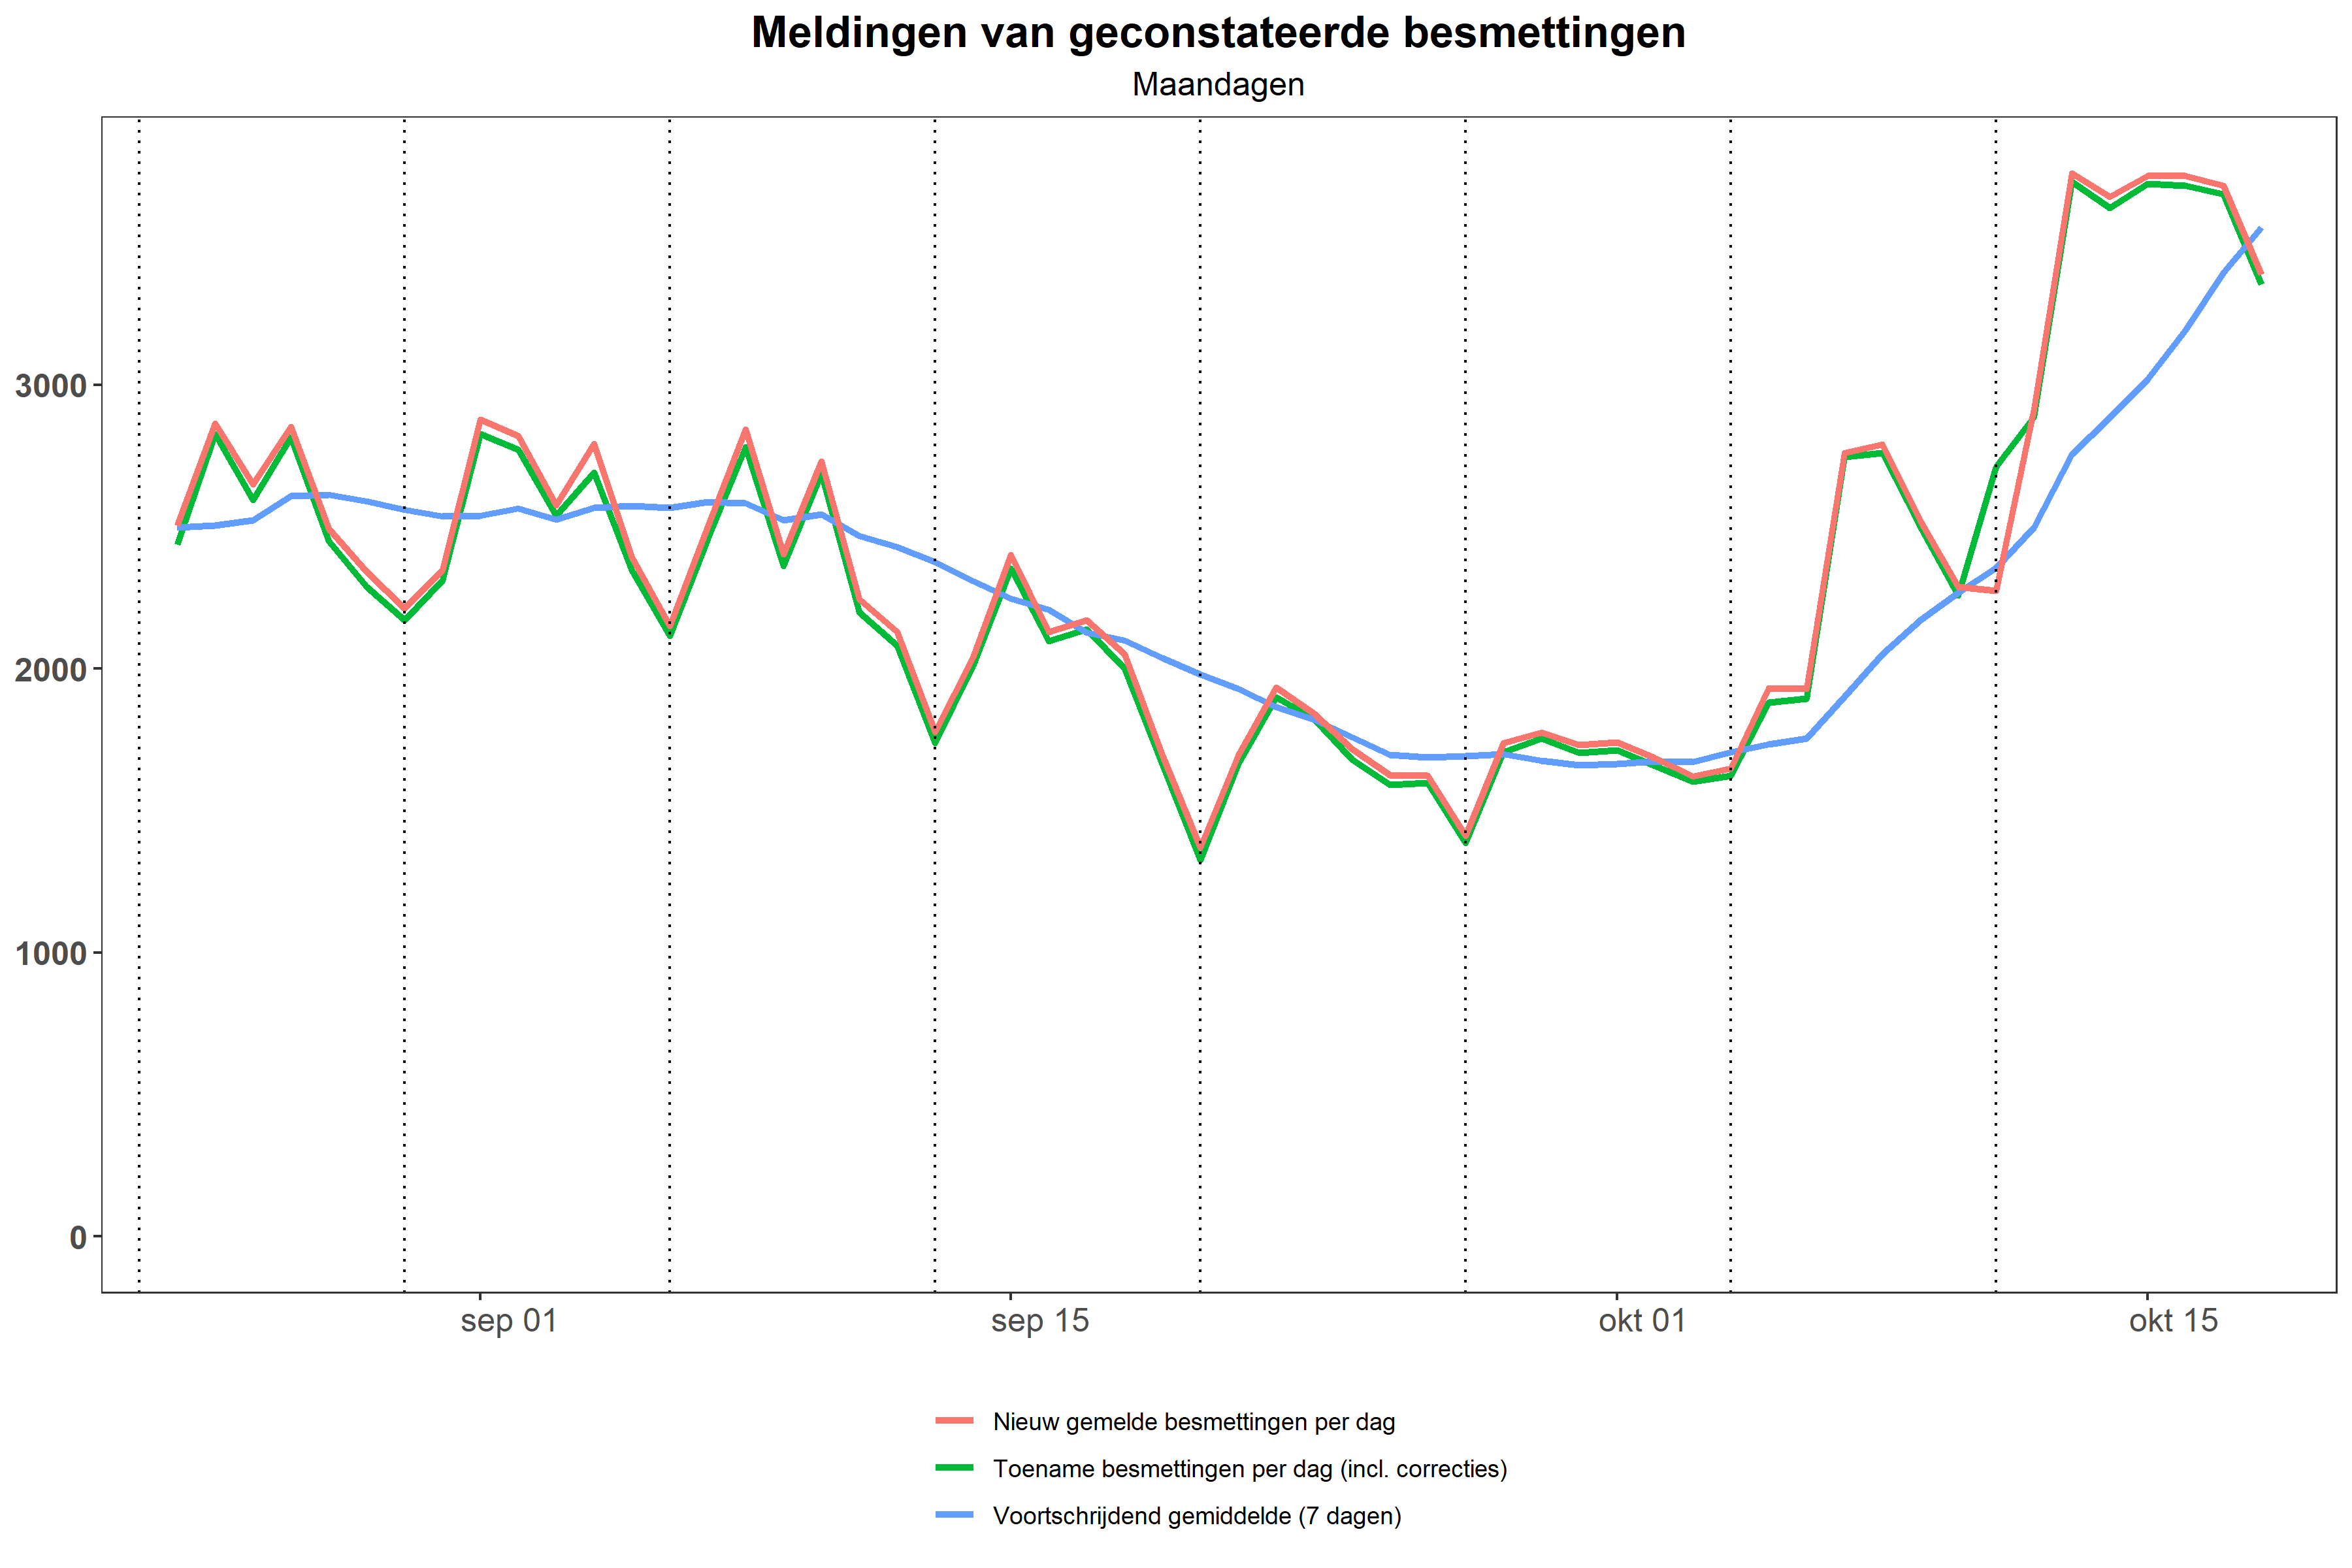 Meldingen van geconstateerde besmettingen
Maandagen
3000
2000
1000
0
sep 01
sep 15
okt 01
okt 15
Nieuw gemelde besmettingen per dag
Toename besmettingen per dag (incl. correcties)
Voortschrijdend gemiddelde (7 dagen)